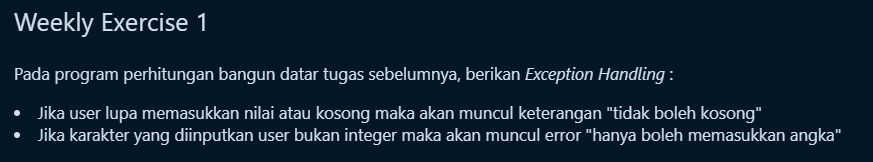 Weekly Exercise 1
Pada program perhitungan bangun datar tugas sebelumnya, berikan Exception Handling :
• Jika user lupa memasukkan nilai atau kosong maka akan muncul keterangan "tidak boleh kosong"
• Jika karakter yang diinputkan user bukan integer maka akan muncul error "hanya boleh memasukkan angka"